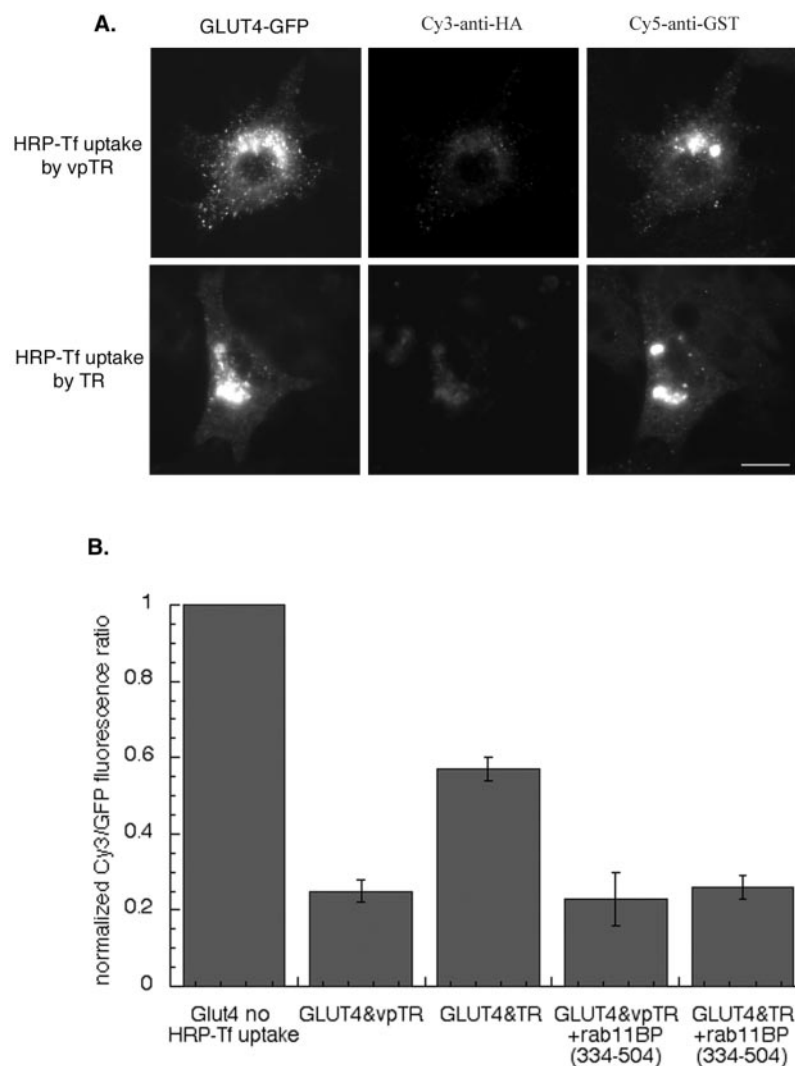 A.
GLUT4-GFP
Cy3-anti-HA
Cy5-anti-GST
HRP-Tf uptake
by vpTR
HRP-Tf uptake
by TR
B.
normalized Cy3/GFP fluorescence ratio
1
0.8
0.6
0.4
0.2
0
Glut4 no
HRP-Tf uptake
GLUT4&vpTR
GLUT4&TR
GLUT4&vpTR
+rab11BP
(334-504)
GLUT4&TR
+rab11BP
(334-504)